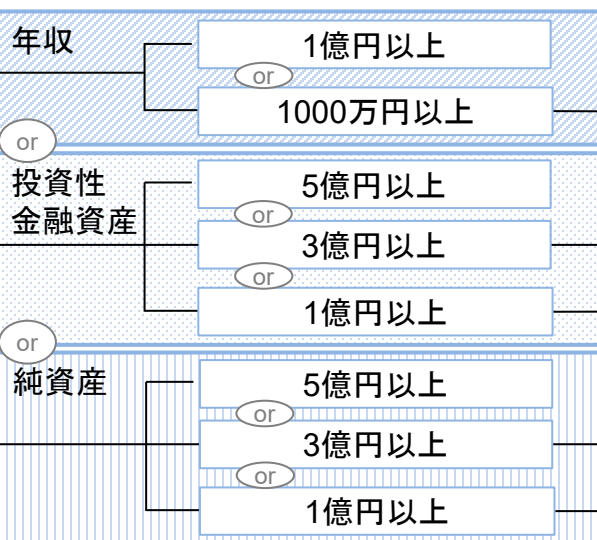 年収
1億円以上
or
1000万円以上
or
投資性
金融資産
5億円以上
or
3億円以上
or
1億円以上
or
純資産
5億円以上
or
3億円以上
or
1億円以上